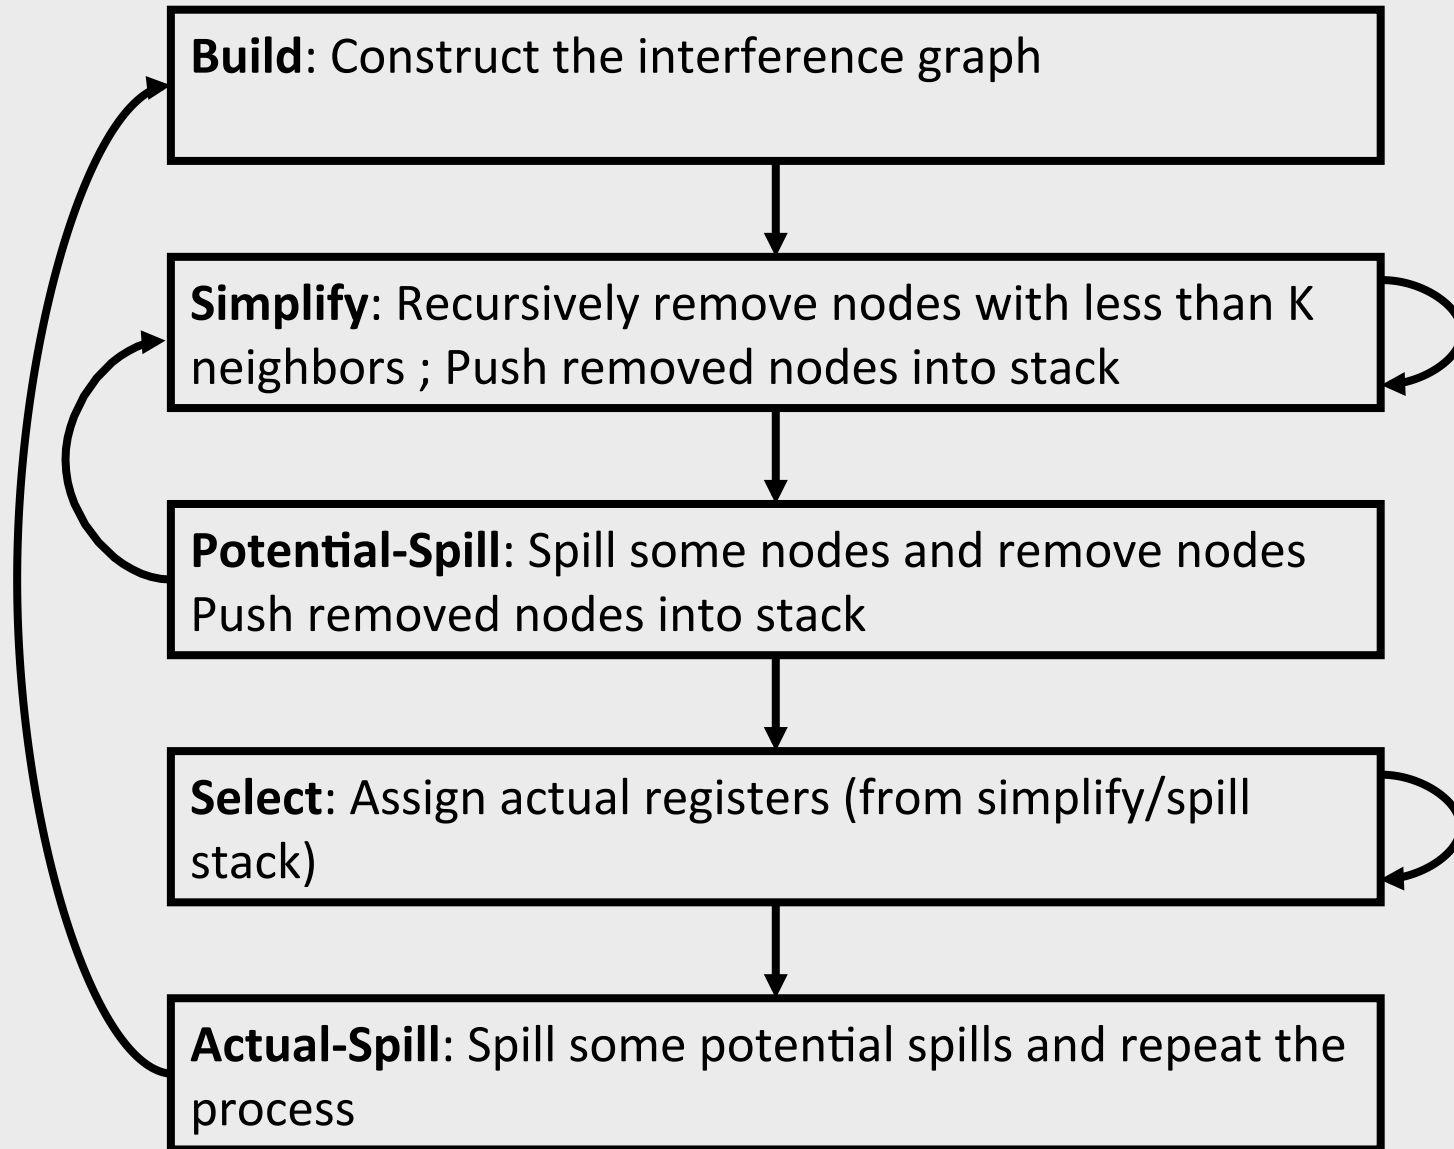 Build: Construct the interference graph
Simplify: Recursively remove nodes with less than K
neighbors ; Push removed nodes into stack
Potential-Spill: Spill some nodes and remove nodes
Push removed nodes into stack
Select: Assign actual registers (from simplify/spill
stack)
Actual-Spill: Spill some potential spills and repeat the
process